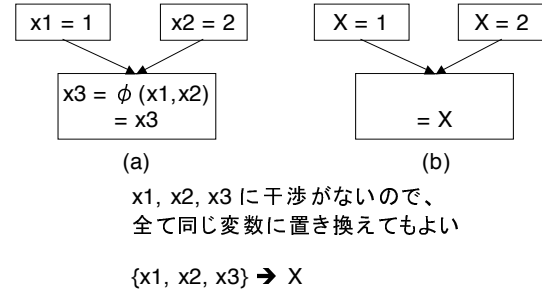 x1 = 1
x2 = 2
x3 = φ (x1,x2)
= x3
(a)
X = 1
X = 2
= X
(b)
x1, x2, x3 に干渉がないので、
全て同じ変数に置き換えてもよい
{x1, x2, x3} ➔ X